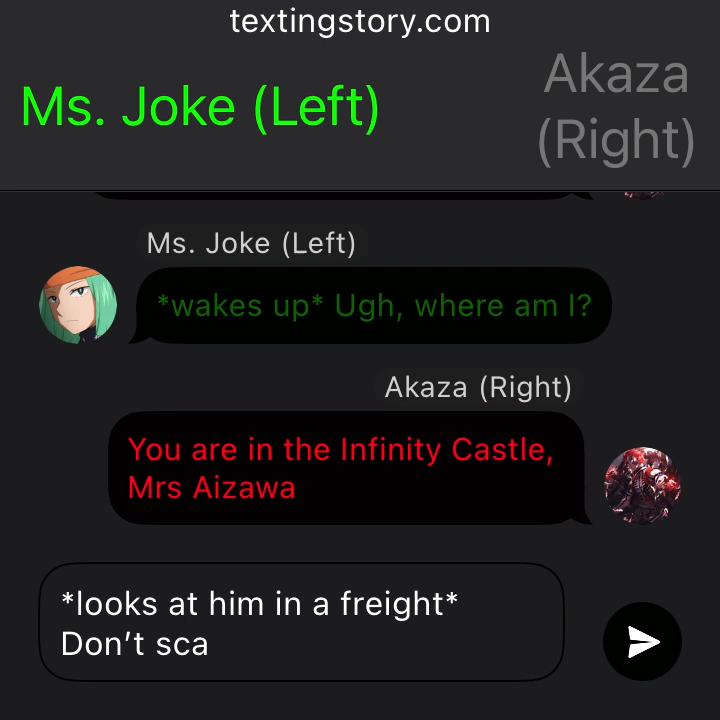 textingstory.com
Ms. Joke (Left)
Akaza
(Right)
Ms. Joke (Left)
*wakes up* Ugh, where am I?
Akaza (Right)
You are in the Infinity Castle,
Mrs Aizawa
*looks at him in a freight*
Don’t sca